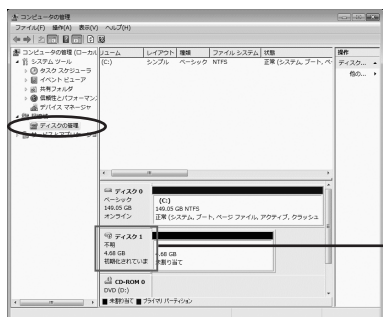 コンピュータの管理
ファイル(F) 操作(A) 表示(V) ヘルプ(H)
コンピュータの管理 (ローカル
システム ツール
タスク スケジューラ
イベント ビューア
共有フォルダ
信頼性とパフォーマンス
デバイス マネージャ
ディスクの管理
リューム レイアウト 種類 ファイル システム 状態
(C:) シンプル ベーシック NTFS 正常 (システム, ブート, ペー
操作
ディスク...
他の...
ディスク 0
ベーシック
149.05 GB
オンライン
(C:)
149.05 GB NTFS
正常 (システム, ブート, ページ ファイル, アクティブ, クラッシュ
ディスク 1
不明
4.68 GB
初期化されていま
4.68 GB
未割り当て
CD-ROM 0
DVD (D:)
未割り当て プライマリ パーティション